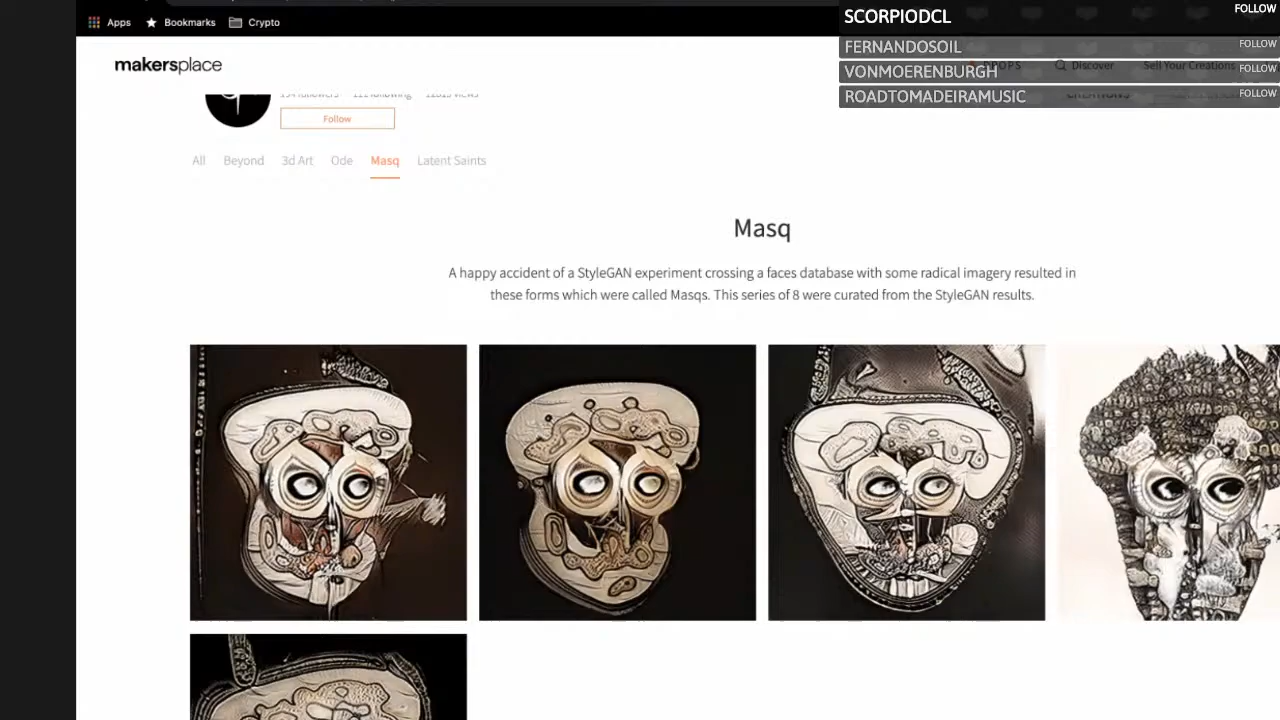 Apps Bookmarks Crypto
SCORPIODCL FOLLOW
FERNANDOSOIL FOLLOW
VONMOERENBURGH FOLLOW
ROADTOMADEIRAMUSIC FOLLOW
makersplace
Discover Sell Your Creations
Follow
All Beyond 3d Art Ode Masq Latent Saints
Masq
A happy accident of a StyleGAN experiment crossing a faces database with some radical imagery resulted in
these forms which were called Masqs. This series of 8 were curated from the StyleGAN results.